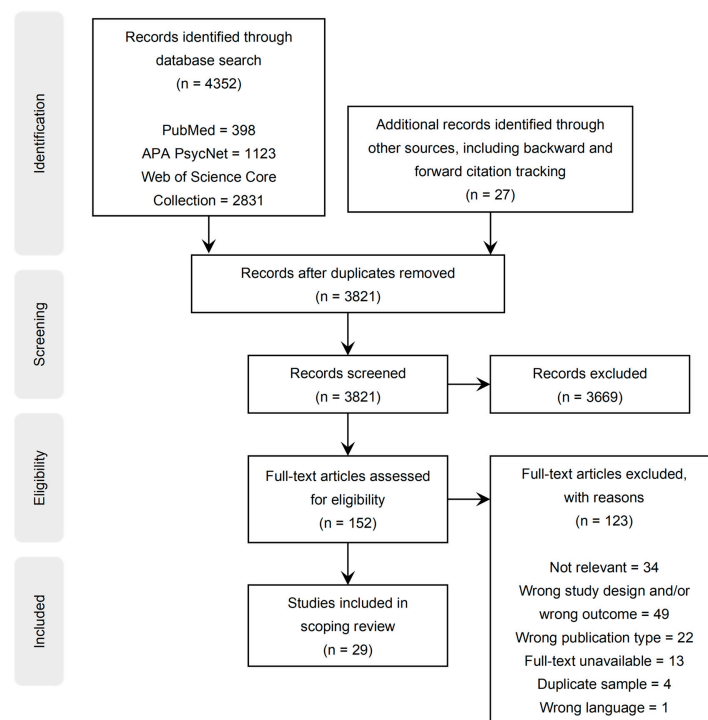 Identification
Records identified through
database search
(n = 4352)
PubMed = 398
APA PsycNet = 1123
Web of Science Core
Collection = 2831
Additional records identified through
other sources, including backward and
forward citation tracking
(n = 27)
Records after duplicates removed
(n = 3821)
Screening
Records screened
(n = 3821)
Records excluded
(n = 3669)
Eligibility
Full-text articles assessed
for eligibility
(n = 152)
Full-text articles excluded,
with reasons
(n = 123)
Not relevant = 34
Wrong study design and/or
wrong outcome = 49
Wrong publication type = 22
Full-text unavailable = 13
Duplicate sample = 4
Wrong language = 1
Included
Studies included in
scoping review
(n = 29)